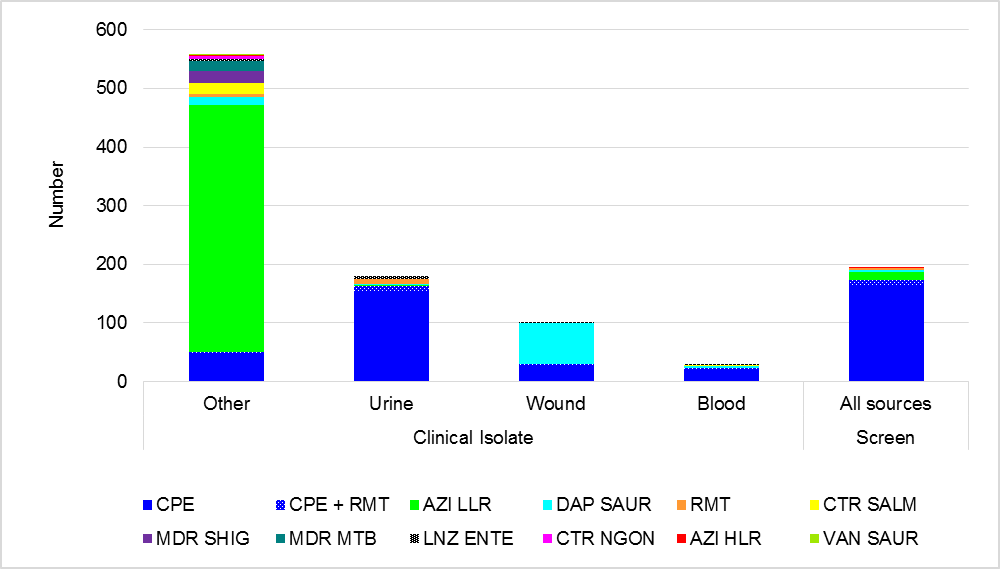 600
500
400
300
200
100
0
Number
Other Urine Wound Blood All sources
Clinical Isolate Screen
CPE CPE + RMT AZI LLR DAP SAUR RMT CTR SALM
MDR SHIG MDR MTB LNZ ENTE CTR NGON AZI HLR VAN SAUR